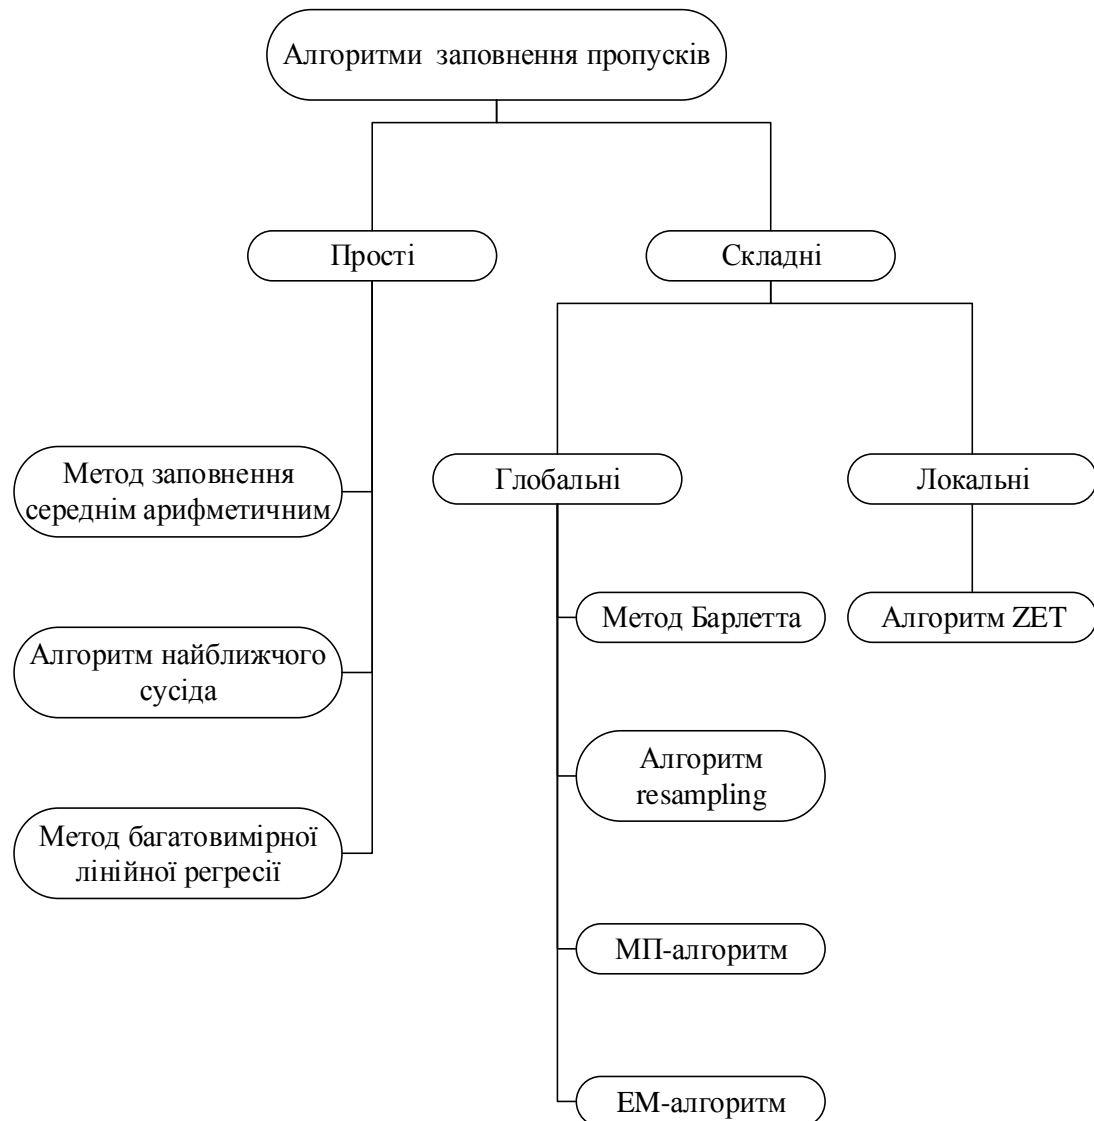 Алгоритми заповнення пропусків
Прості
Складні
Метод заповнення
середнім арифметичним
Алгоритм найближчого
сусіда
Метод багатовимірної
лінійної регресії
Глобальні
Локальні
Метод Барлетта
Алгоритм ZET
Алгоритм
resampling
МП-алгоритм
ЕМ-алгоритм